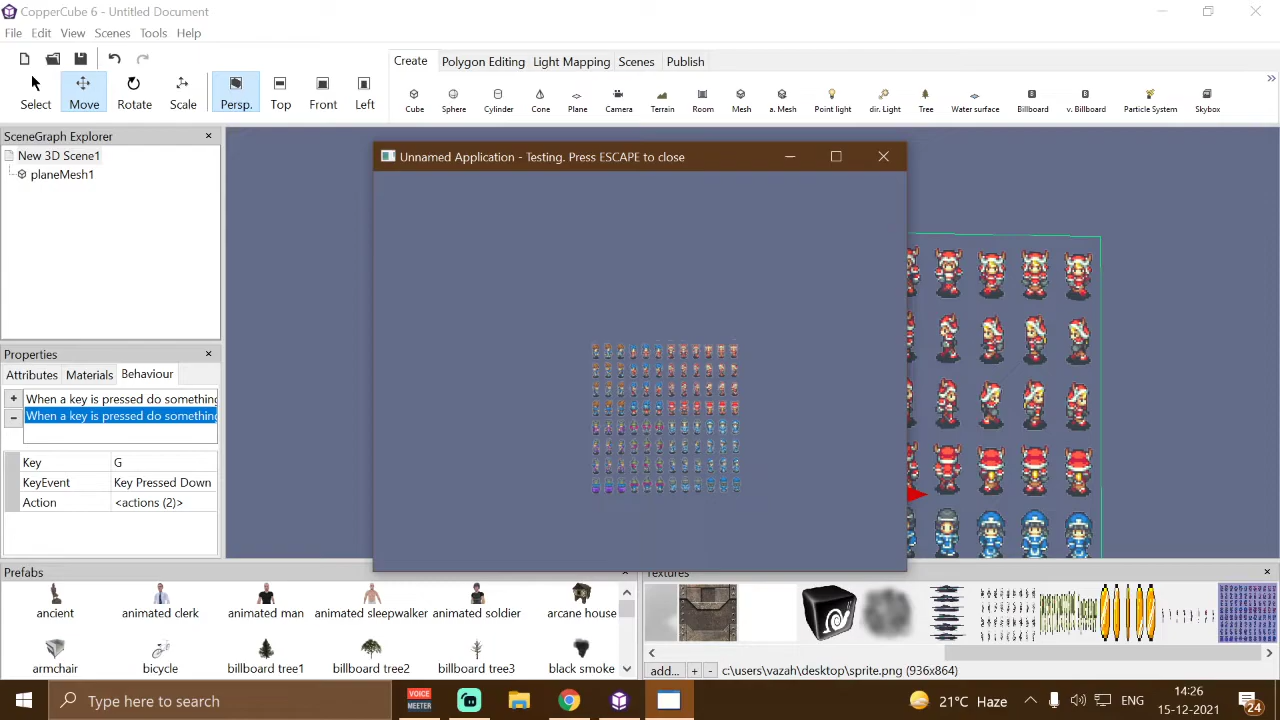 CopperCube 6 - Untitled Document
File Edit View Scenes Tools Help
Create Polygon Editing Light Mapping Scenes Publish
Select Move Rotate Scale Persp. Top Front Left
Cube Sphere Cylinder Cone Plane Camera Terrain Room Mesh a. Mesh Point light dir. Light Tree Water surface Billboard v. Billboard Particle System Skybox
SceneGraph Explorer
New 3D Scene1
planeMesh1
Unnamed Application - Testing. Press ESCAPE to close
Properties
Attributes Materials Behaviour
When a key is pressed do something
When a key is pressed do something
Key G
KeyEvent Key Pressed Down
Action <actions (2)>
Prefabs
Textures
ancient animated clerk animated man animated sleepwalker animated soldier arcane house
armchair bicycle billboard tree1 billboard tree2 billboard tree3 black smoke
add... + - c:\users\vazah\desktop\sprite.png (936x864)
Type here to search
VOICE
MEETER
21°C Haze
ENG
14:26
15-12-2021
24